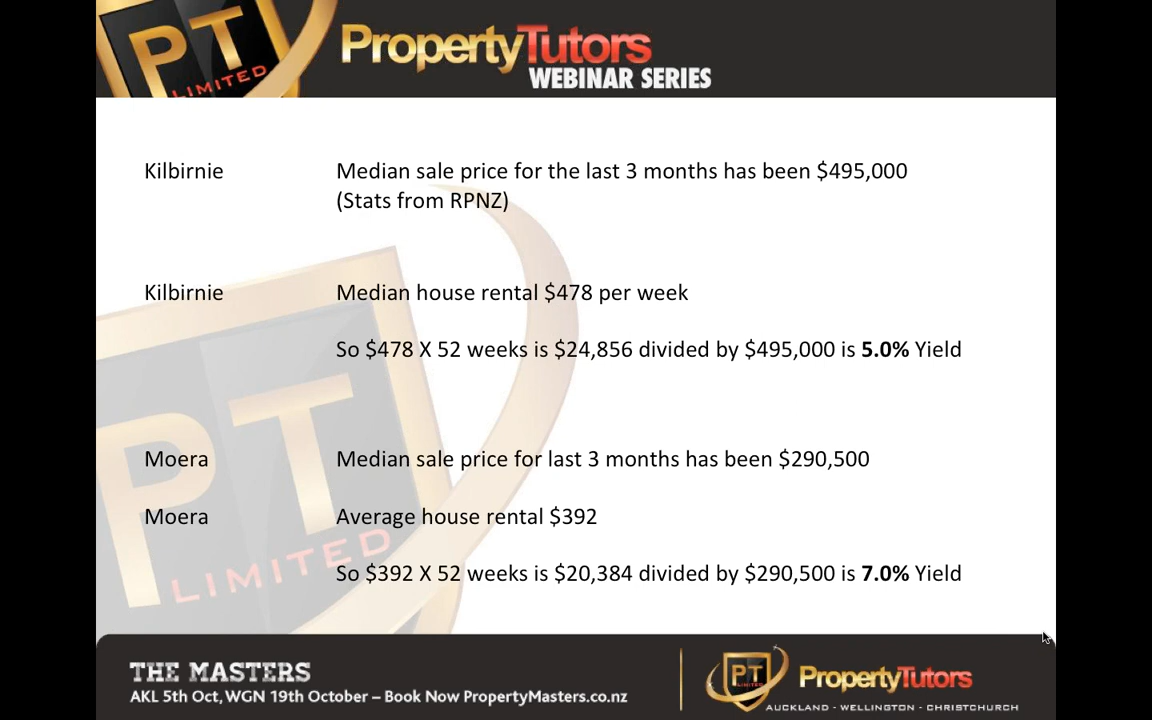 PT
LIMITED
PropertyTutors
WEBINAR SERIES
Kilbirnie Median sale price for the last 3 months has been $495,000
(Stats from RPNZ)
Kilbirnie Median house rental $478 per week
So $478 X 52 weeks is $24,856 divided by $495,000 is 5.0% Yield
Moera Median sale price for last 3 months has been $290,500
Moera Average house rental $392
So $392 X 52 weeks is $20,384 divided by $290,500 is 7.0% Yield
PT
LIMITED
THE MASTERS
AKL 5th Oct, WGN 19th October – Book Now PropertyMasters.co.nz
PT
LIMITED
PropertyTutors
AUCKLAND - WELLINGTON - CHRISTCHURCH